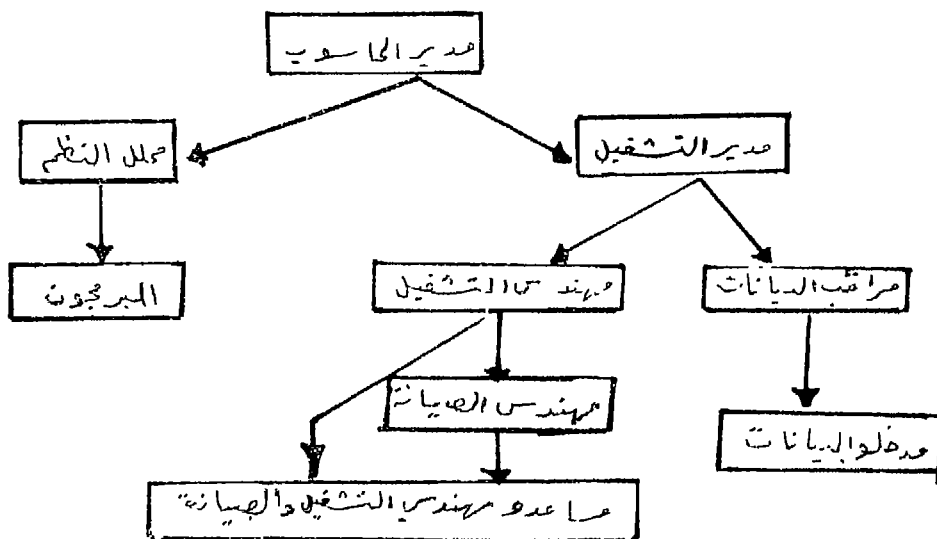 مدير الحاسوب
مدير التشغيل
محلل النظم
مراقب البيانات
مهندس التشغيل
المبرمجون
مهندس الصيانة
مدخلو البيانات
مساعدو مهندسي التشغيل والصيانة